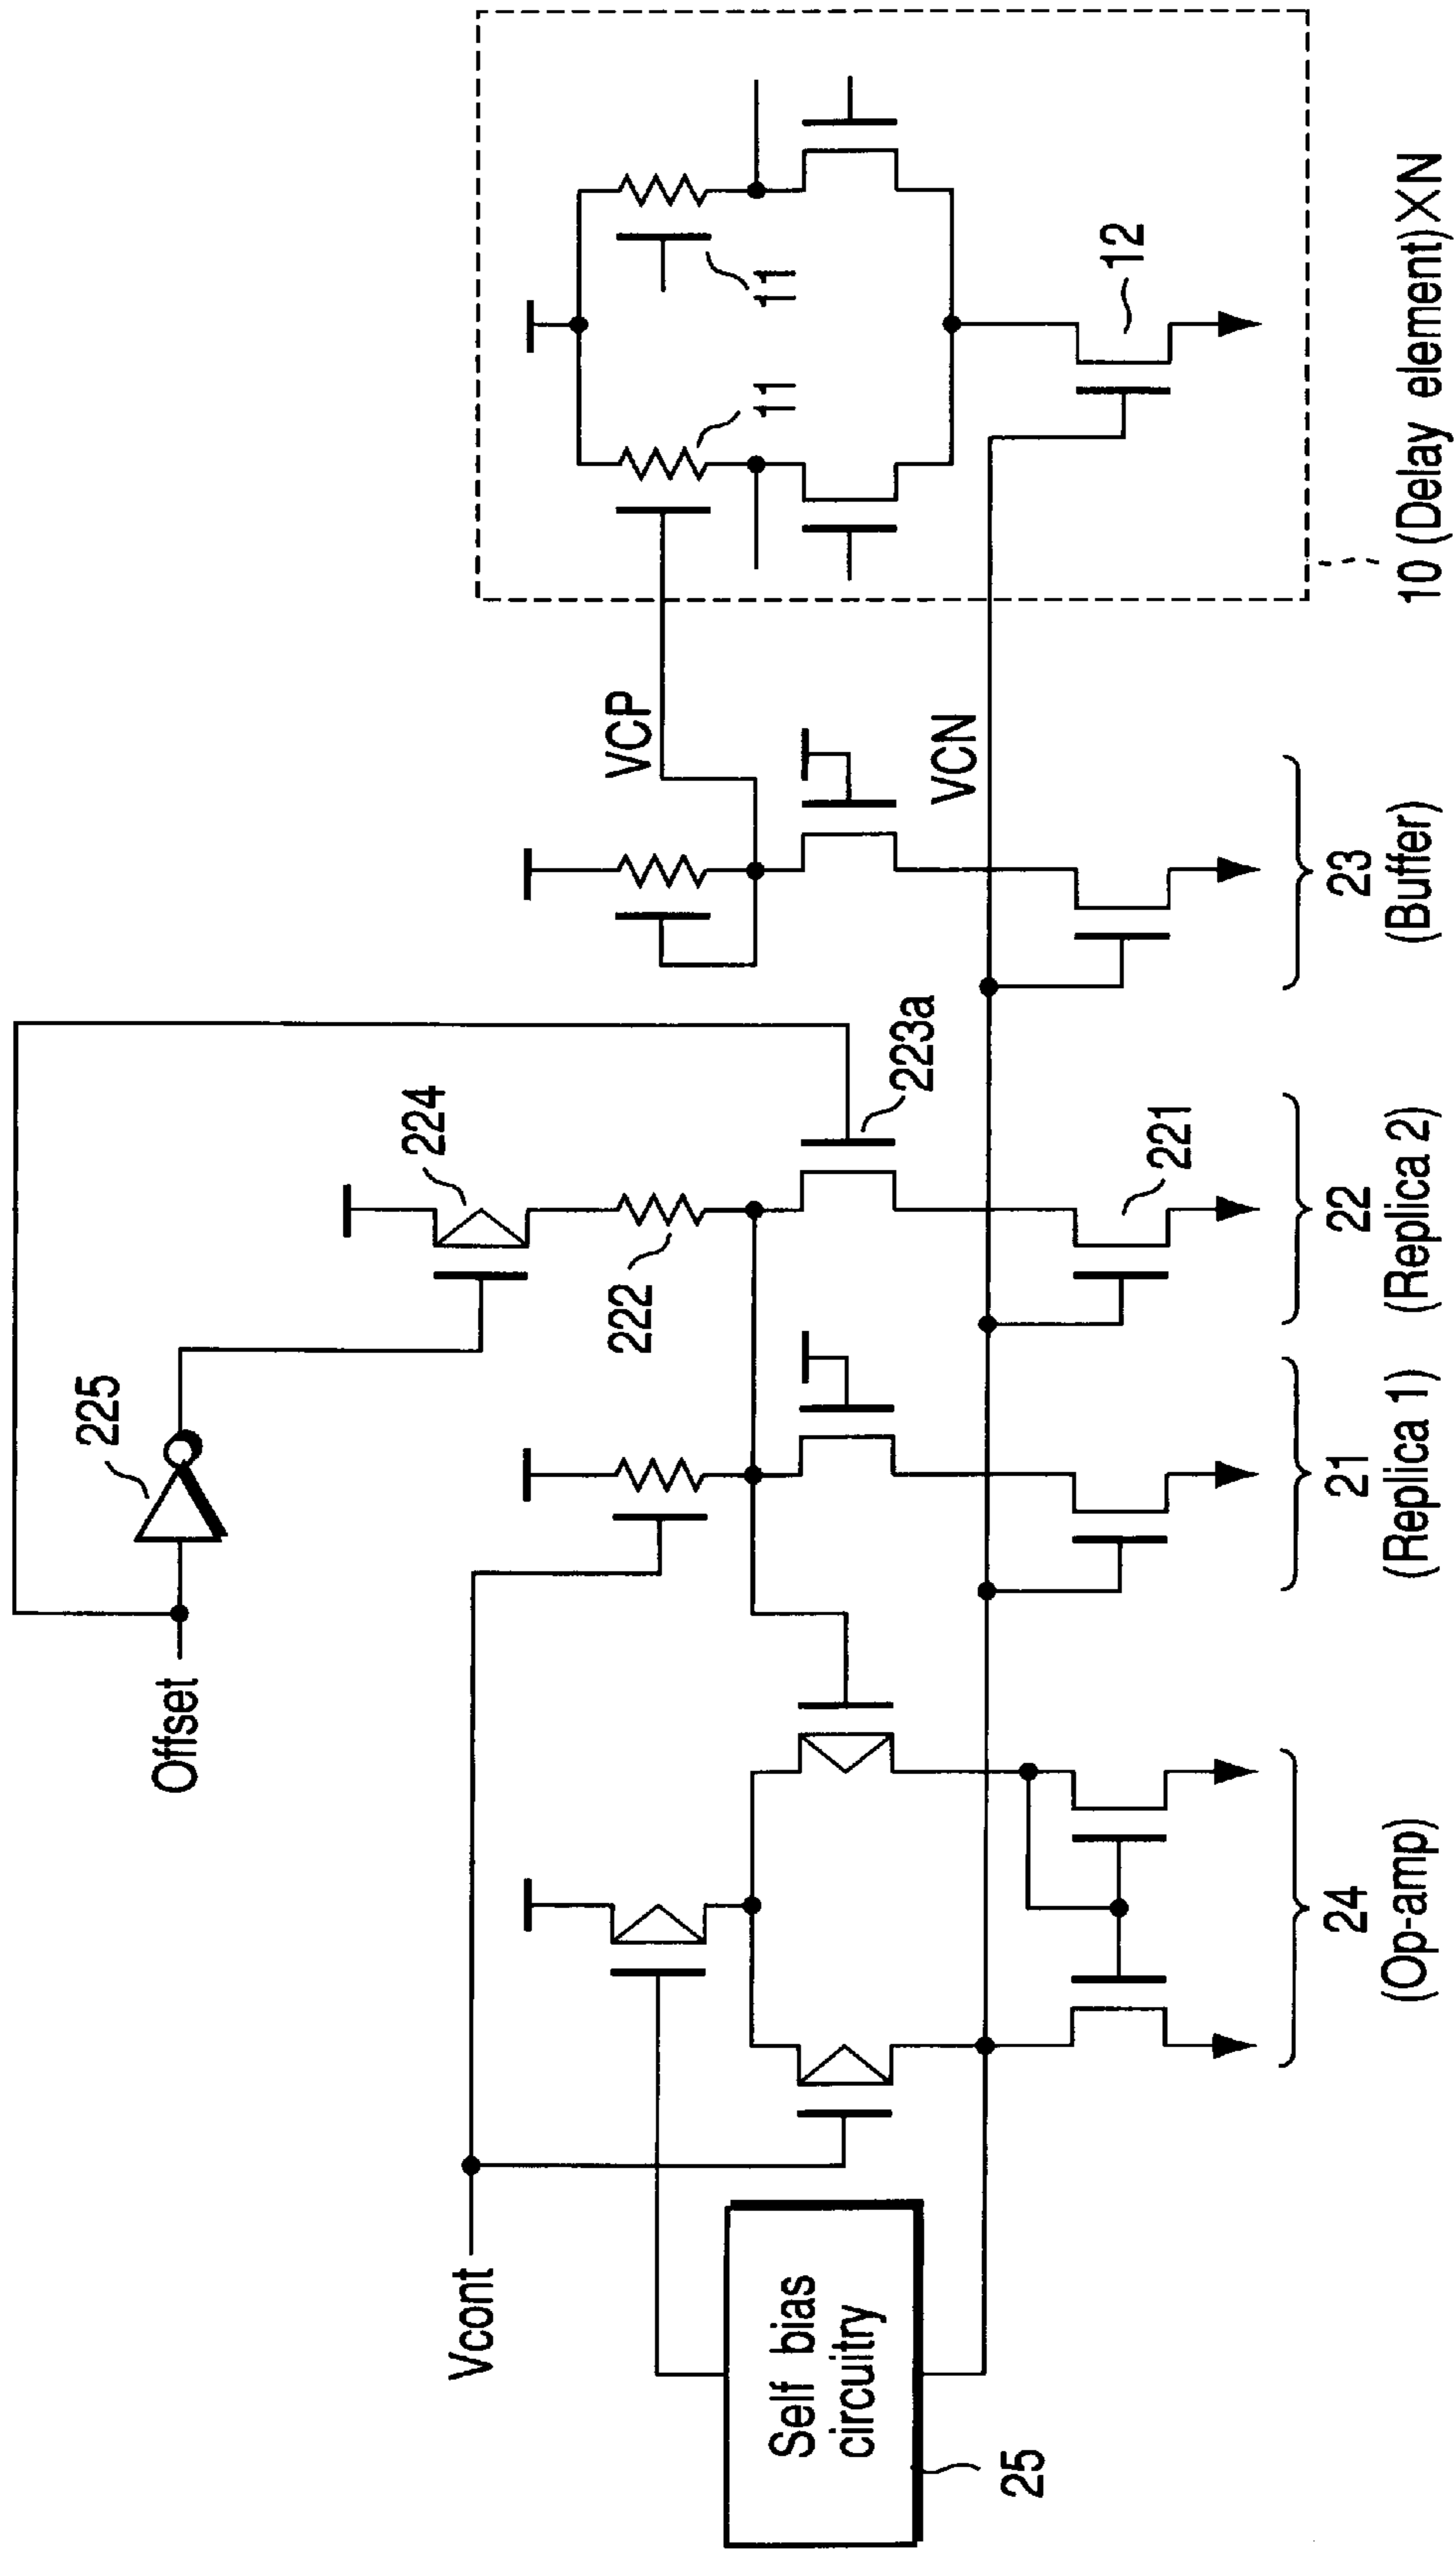 Offset
225
224
222
223a
221
Vcont
VCP
VCN
11
11
12
Self bias
circuitry
25
24
(Op-amp)
21
(Replica 1)
22
(Replica 2)
23
(Buffer)
10 (Delay element)×N